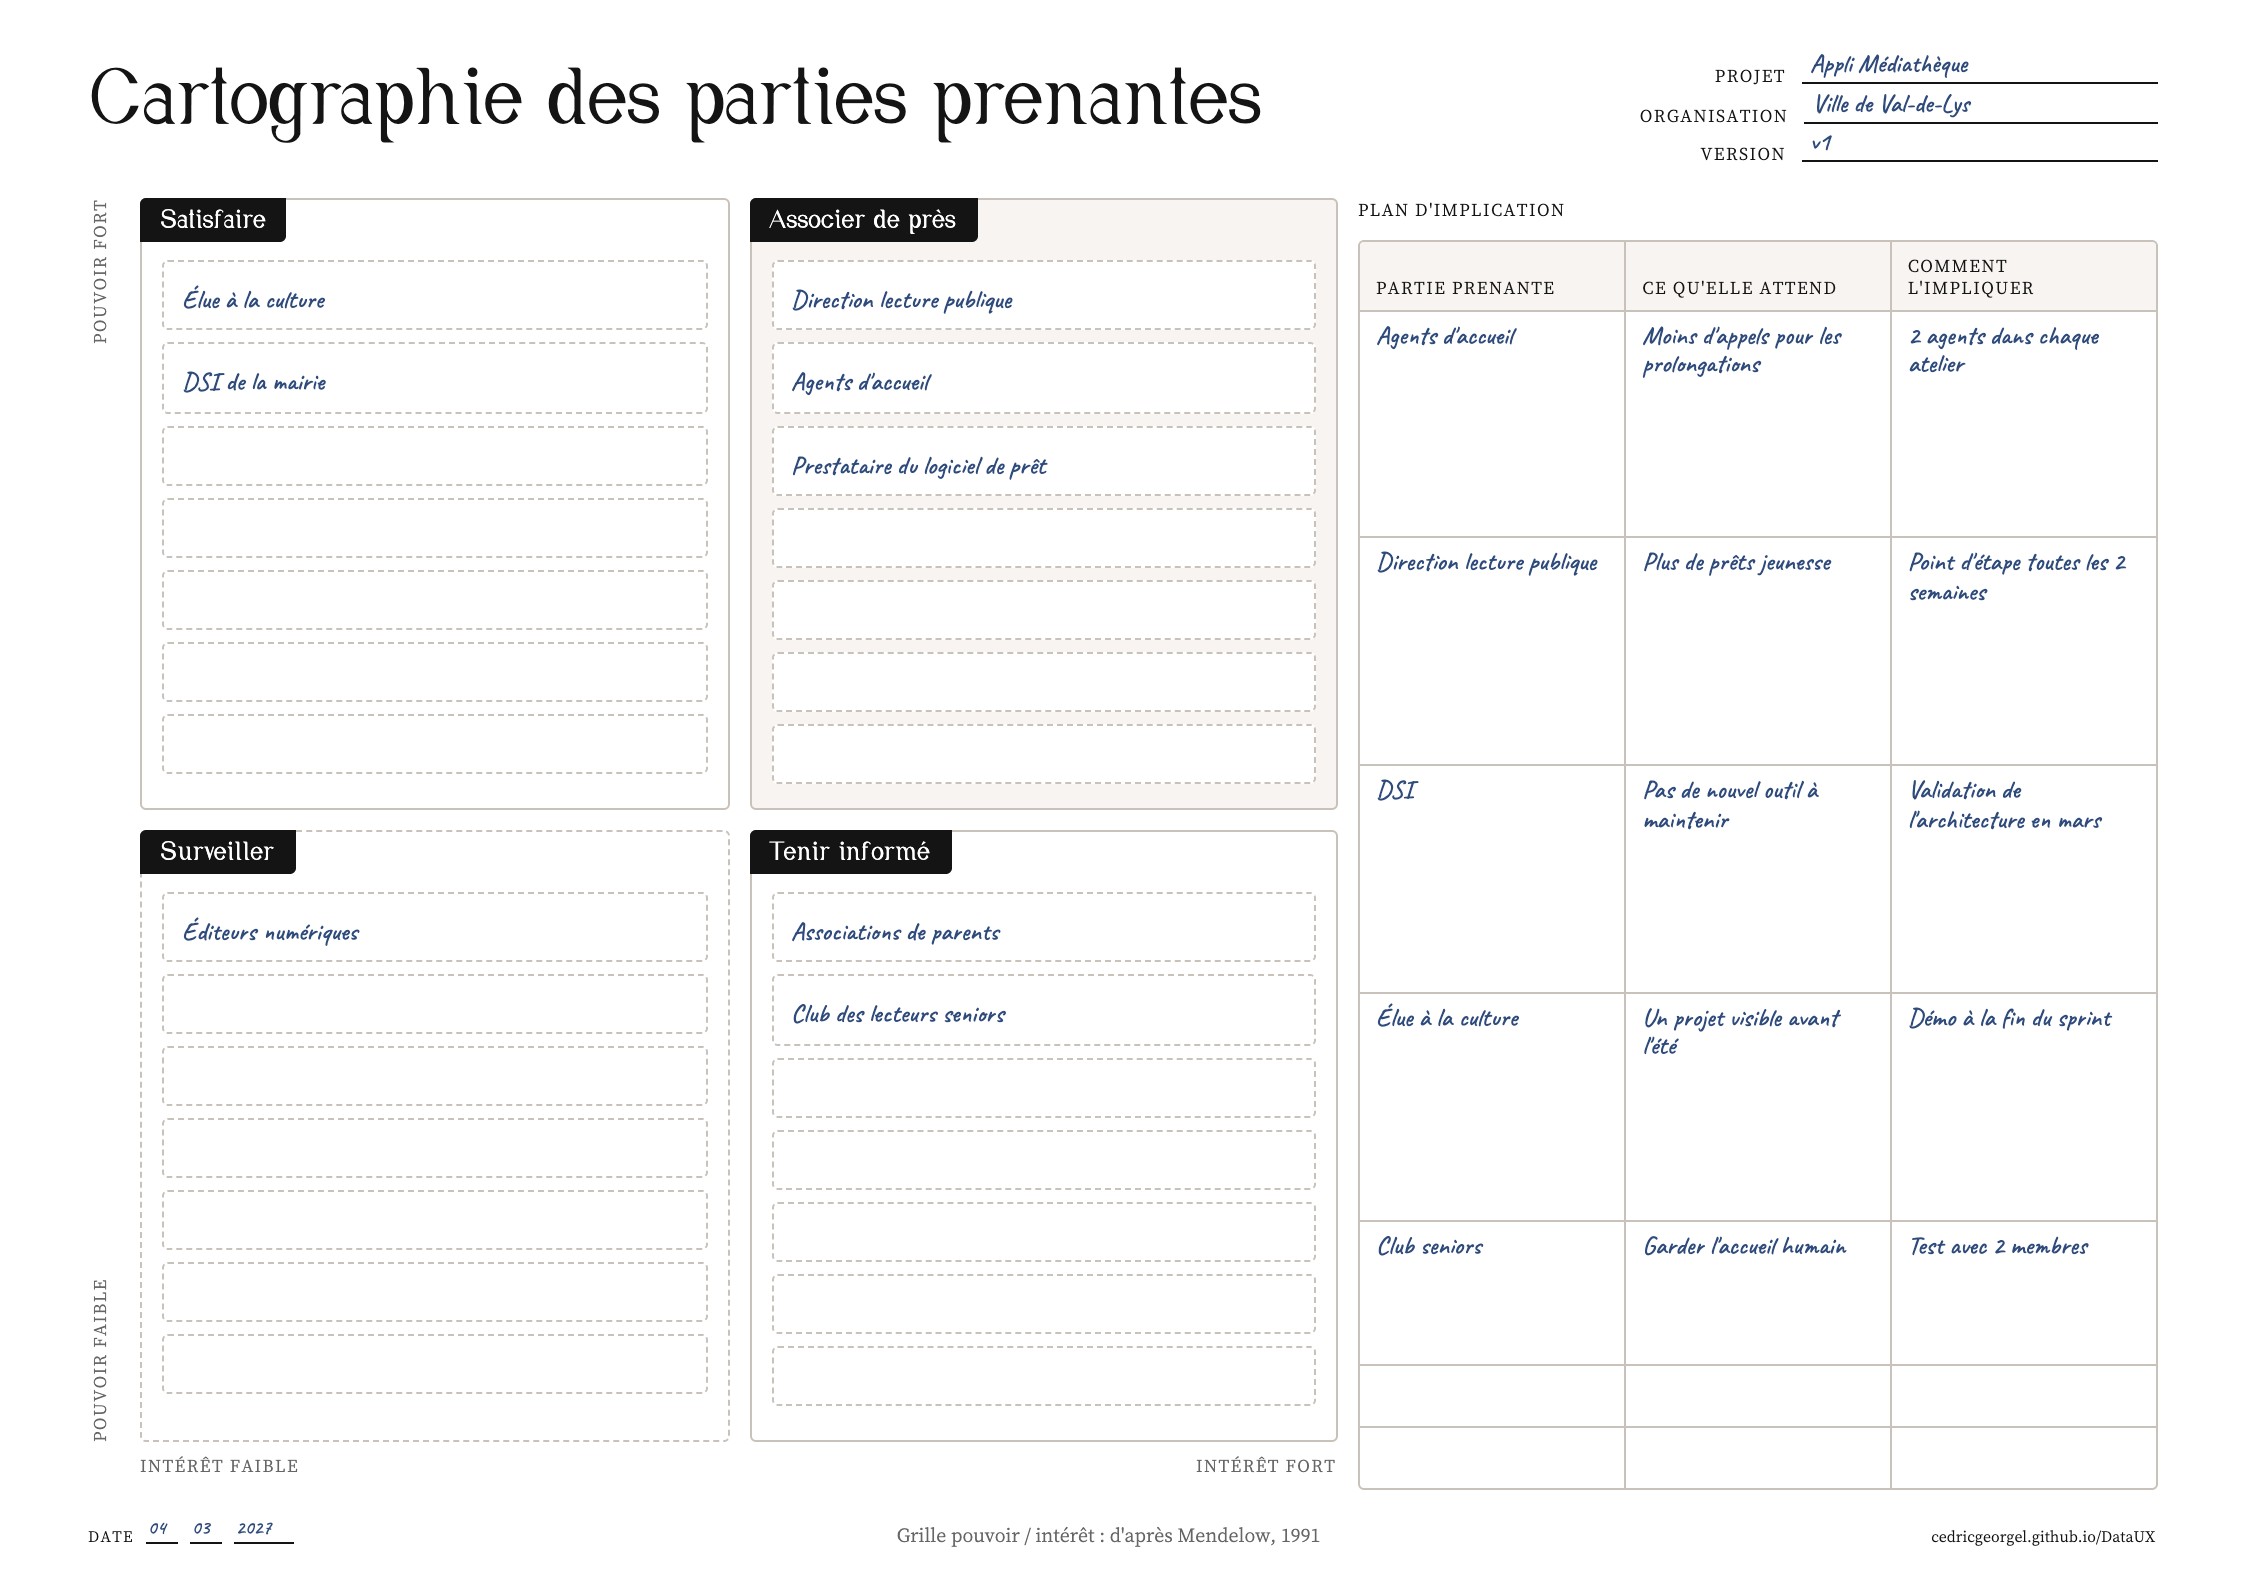 Cartographie des parties prenantes
PROJET Appli Médiathèque
ORGANISATION Ville de Val-de-Lys
VERSION v1
POUVOIR FORT
Satisfaire
Élue à la culture
DSI de la mairie
Associer de près
Direction lecture publique
Agents d'accueil
Prestataire du logiciel de prêt
POUVOIR FAIBLE
Surveiller
Éditeurs numériques
Tenir informé
Associations de parents
Club des lecteurs seniors
INTÉRÊT FAIBLE
INTÉRÊT FORT
PLAN D'IMPLICATION
PARTIE PRENANTE
CE QU'ELLE ATTEND
COMMENT
L'IMPLIQUER
Agents d'accueil
Moins d'appels pour les
prolongations
2 agents dans chaque
atelier
Direction lecture publique
Plus de prêts jeunesse
Point d'étape toutes les 2
semaines
DSI
Pas de nouvel outil à
maintenir
Validation de
l'architecture en mars
Élue à la culture
Un projet visible avant
l'été
Démo à la fin du sprint
Club seniors
Garder l'accueil humain
Test avec 2 membres
DATE 04 03 2027
Grille pouvoir / intérêt : d'après Mendelow, 1991
cedricgeorgel.github.io/DataUX